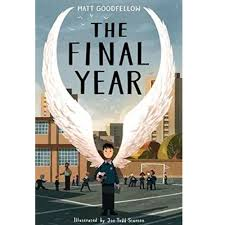 MATT GOODFELLOW
THE
FINAL
YEAR
Illustrated by Joe Todd-Stanton